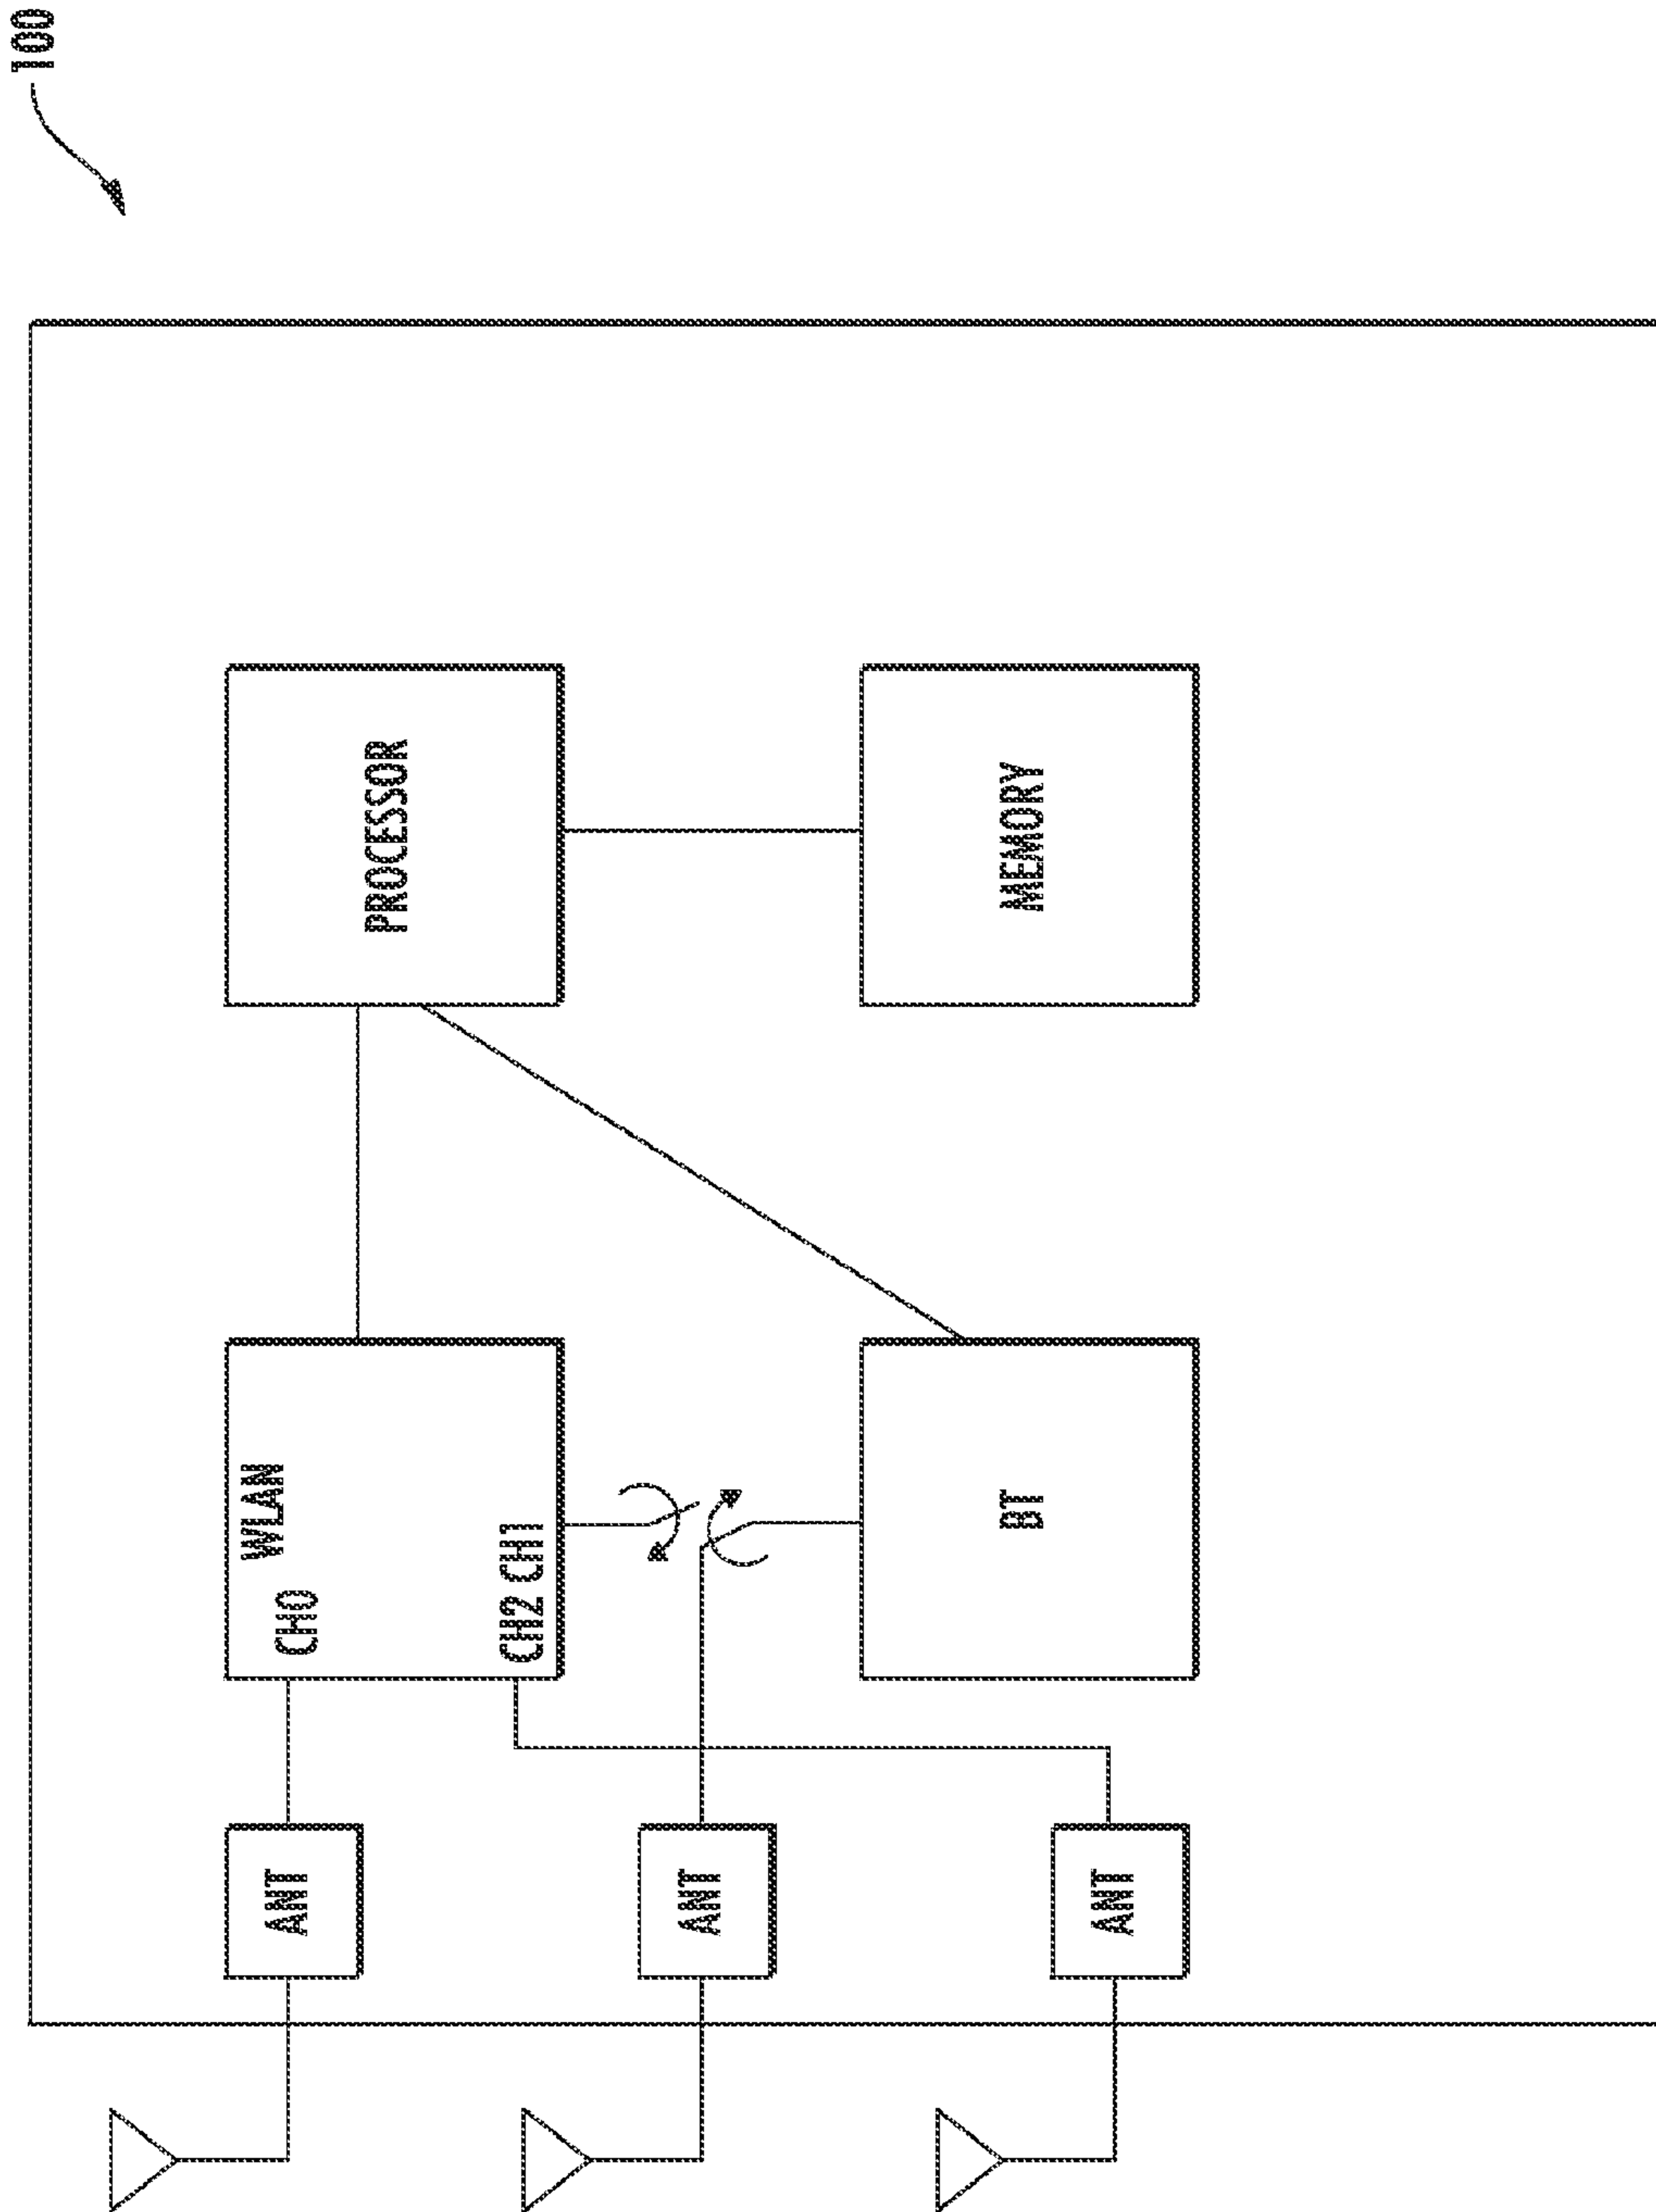 100
ANT
WLAN
CH0
CH2 CH1
PROCESSOR
ANT
BT
MEMORY
ANT